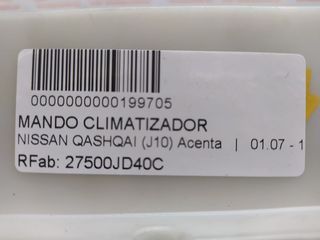 0000000000199705
MANDO CLIMATIZADOR
NISSAN QASHQAI (J10) Acenta | 01.07 - 1
RFab: 27500JD40C